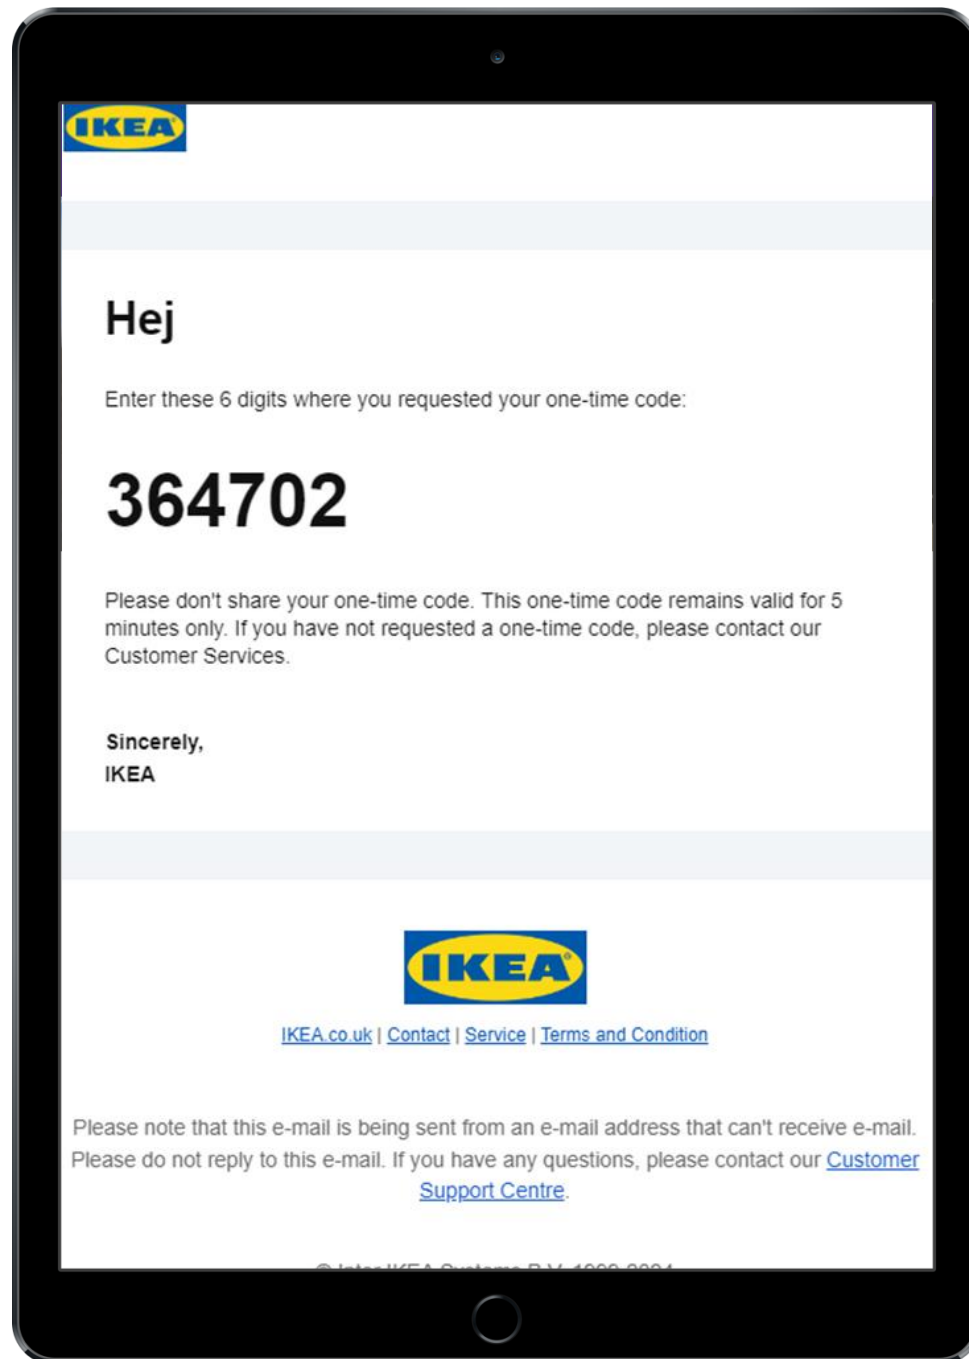 IKEA
Hej
Enter these 6 digits where you requested your one-time code:
364702
Please don't share your one-time code. This one-time code remains valid for 5
minutes only. If you have not requested a one-time code, please contact our
Customer Services.
Sincerely,
IKEA
IKEA
IKEA.co.uk | Contact | Service | Terms and Condition
Please note that this e-mail is being sent from an e-mail address that can't receive e-mail.
Please do not reply to this e-mail. If you have any questions, please contact our Customer
Support Centre.
© Inter IKEA Systems B.V. 1999-